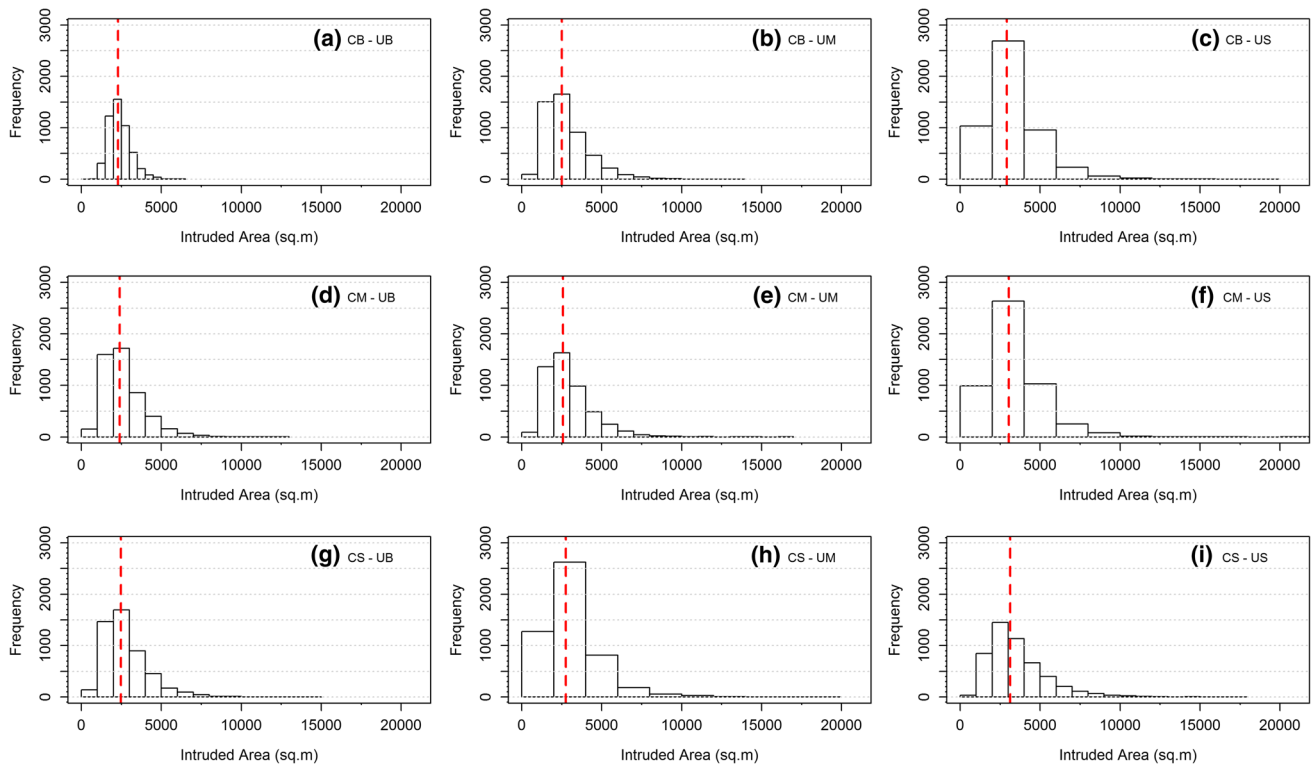 (a) CB - UB
3000
2000
1000
0
Frequency
0 5000 10000 15000 20000
Intruded Area (sq.m)
(b) CB - UM
3000
2000
1000
0
Frequency
0 5000 10000 15000 20000
Intruded Area (sq.m)
(c) CB - US
3000
2000
1000
0
Frequency
0 5000 10000 15000 20000
Intruded Area (sq.m)
(d) CM - UB
3000
2000
1000
0
Frequency
0 5000 10000 15000 20000
Intruded Area (sq.m)
(e) CM - UM
3000
2000
1000
0
Frequency
0 5000 10000 15000 20000
Intruded Area (sq.m)
(f) CM - US
3000
2000
1000
0
Frequency
0 5000 10000 15000 20000
Intruded Area (sq.m)
(g) CS - UB
3000
2000
1000
0
Frequency
0 5000 10000 15000 20000
Intruded Area (sq.m)
(h) CS - UM
3000
2000
1000
0
Frequency
0 5000 10000 15000 20000
Intruded Area (sq.m)
(i) CS - US
3000
2000
1000
0
Frequency
0 5000 10000 15000 20000
Intruded Area (sq.m)